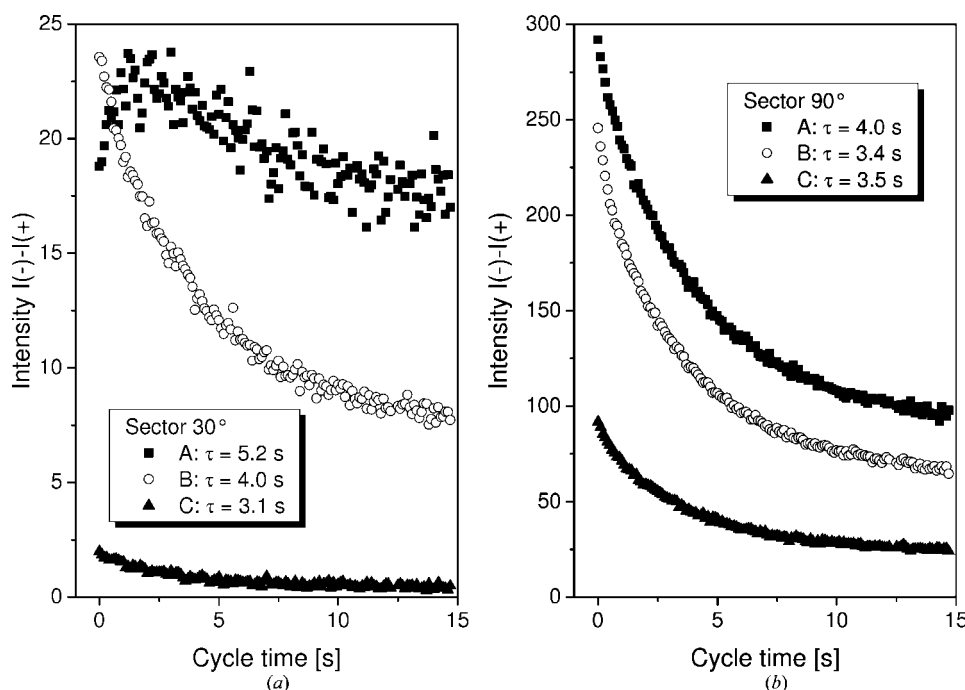 25
20
15
10
5
0
Intensity I(-)-I(+)
Sector 30°
A: τ = 5.2 s
B: τ = 4.0 s
C: τ = 3.1 s
0 5 10 15
Cycle time [s]
(a)
300
250
200
150
100
50
0
Intensity I(-)-I(+)
Sector 90°
A: τ = 4.0 s
B: τ = 3.4 s
C: τ = 3.5 s
0 5 10 15
Cycle time [s]
(b)